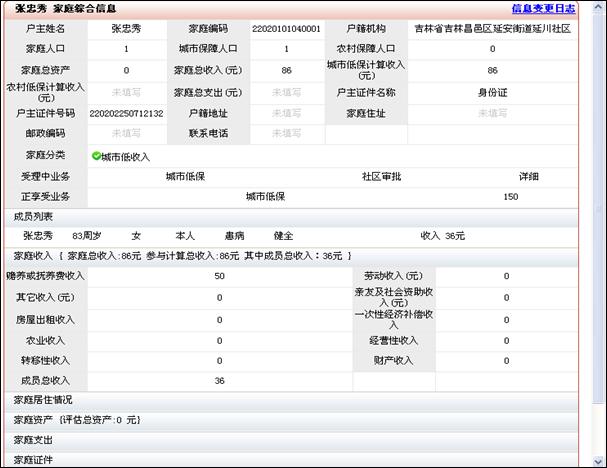 张忠秀 家庭综合信息 信息变更日志
户主姓名 张忠秀 家庭编码 22020101040001 户籍机构 吉林省吉林昌邑区延安街道延川社区
家庭人口 1 城市保障人口 1 农村保障人口 0
家庭总资产 0 家庭总收入(元) 86 城市低保计算收入(元) 86
农村低保计算收入(元) 未填写 家庭总支出(元) 未填写 户主证件名称 身份证
户主证件号码 220202250712132 户籍地址 未填写 家庭住址 未填写
邮政编码 未填写 联系电话 未填写
家庭分类 城市低收入
受理中业务 城市低保 社区审批 详细
正享受业务 城市低保 150
成员列表
张忠秀 83周岁 女 本人 患病 健全 收入 36元
家庭收入 { 家庭总收入:86元 参与计算总收入:86元 其中成员总收入：36元 }
赡养或抚养费收入 50 劳动收入(元) 0
其它收入(元) 0 亲友及社会资助收入(元) 0
房屋出租收入 0 一次性经济补偿收入 0
农业收入 0 经营性收入 0
转移性收入 0 财产收入 0
成员总收入 36
家庭居住情况
家庭资产 {评估总资产:0 元}
家庭支出
家庭证件